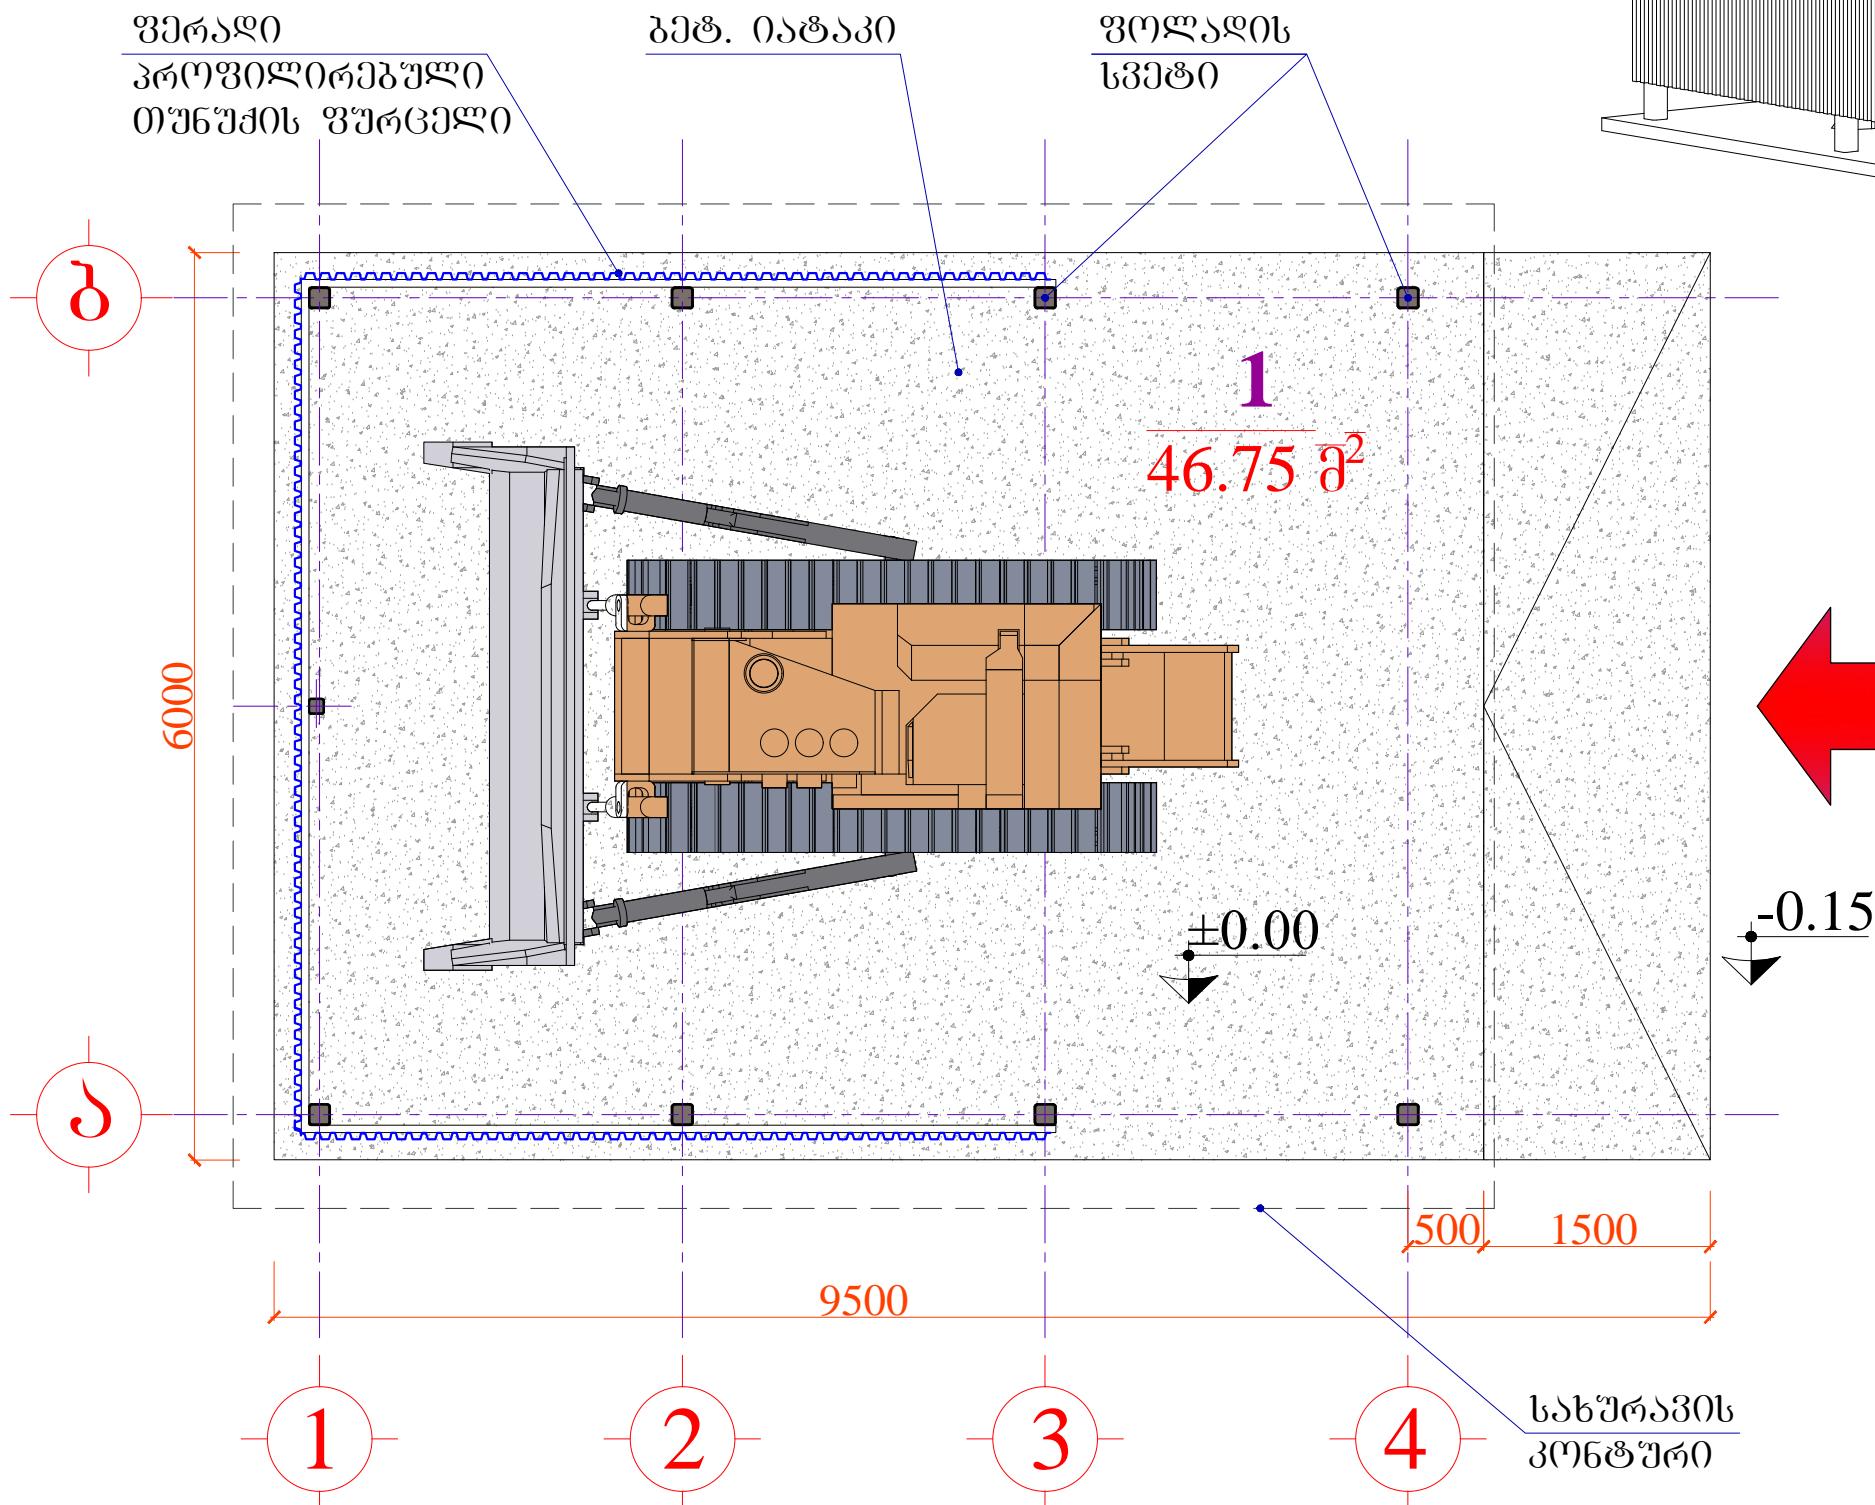 ფერადი
პროფილირებული
თუნუქის ფურცელი
ბეტ. იატაკი
ფოლადის
სვეტი
ბ
1
46.75 მ²
6000
±0.00
-0.15
ა
500
1500
9500
1
2
3
4
სახურავის
კონტური